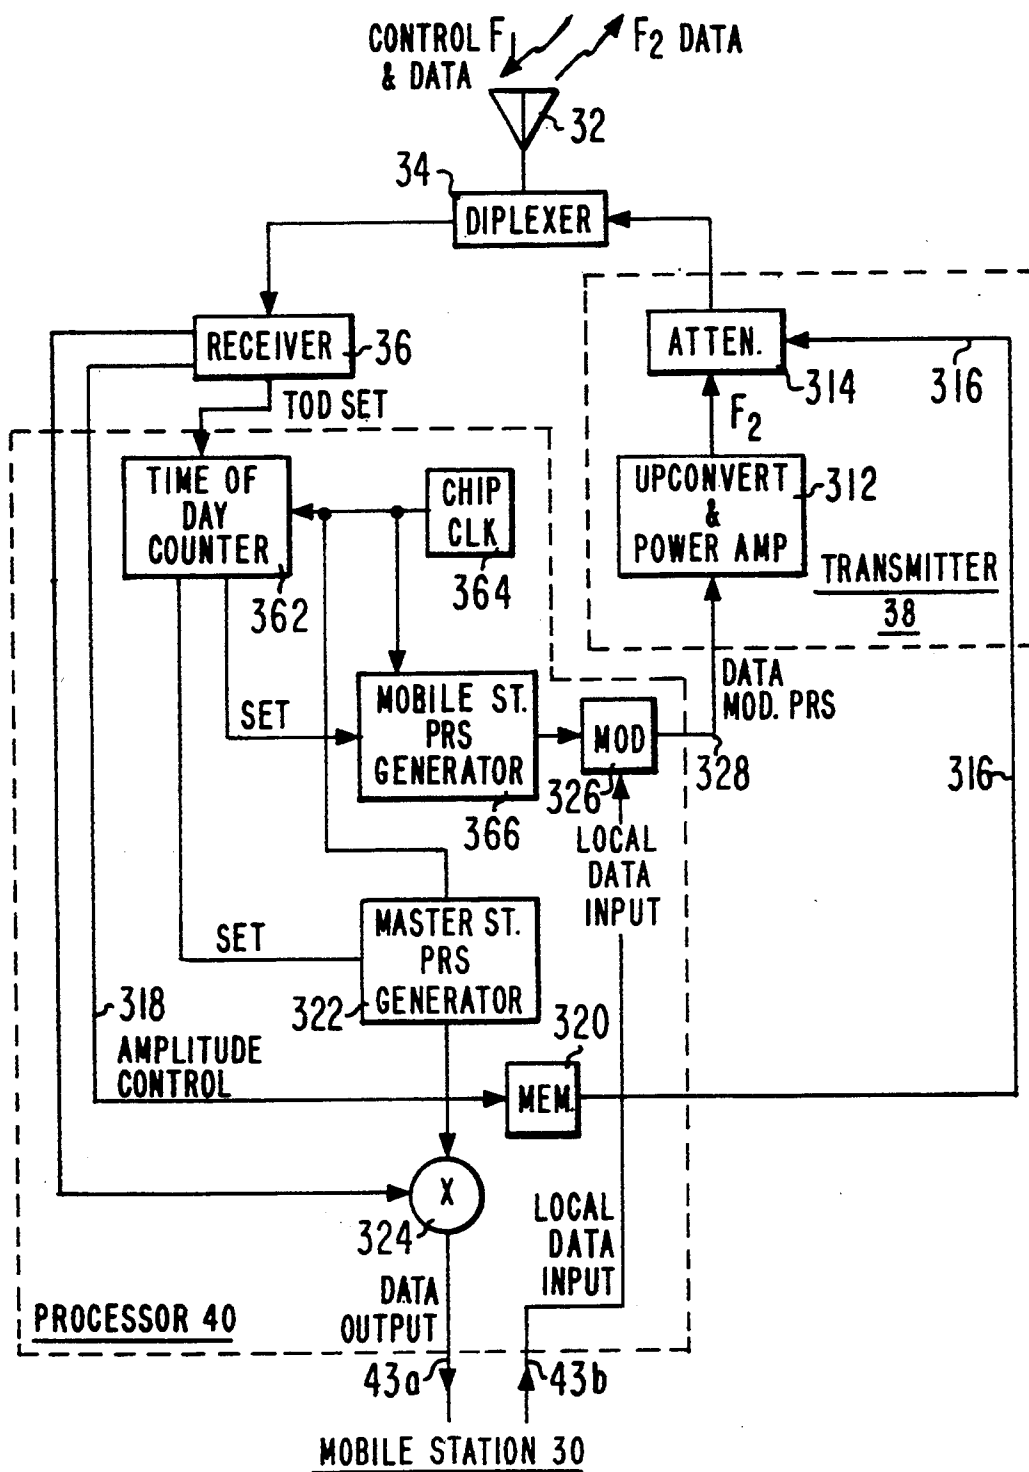 CONTROL F1
& DATA
F2 DATA
32
34
DIPLEXER
RECEIVER
36
ATTEN.
314
316
TOD SET
F2
TIME OF
DAY
COUNTER
362
CHIP
CLK
364
UPCONVERT
&
POWER AMP
312
TRANSMITTER
38
SET
MOBILE ST.
PRS
GENERATOR
366
MOD
326
DATA
MOD. PRS
328
316
LOCAL
DATA
INPUT
SET
MASTER ST.
PRS
GENERATOR
322
318
AMPLITUDE
CONTROL
320
MEM.
X
324
LOCAL
DATA
INPUT
DATA
OUTPUT
PROCESSOR 40
43a
43b
MOBILE STATION 30